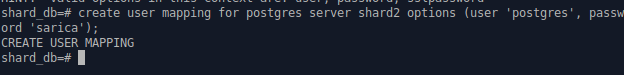 HINT:  Valid options in this context are: user, password, sslpassword
shard_db=# create user mapping for postgres server shard2 options (user 'postgres', passw
ord 'sarica');
CREATE USER MAPPING
shard_db=#